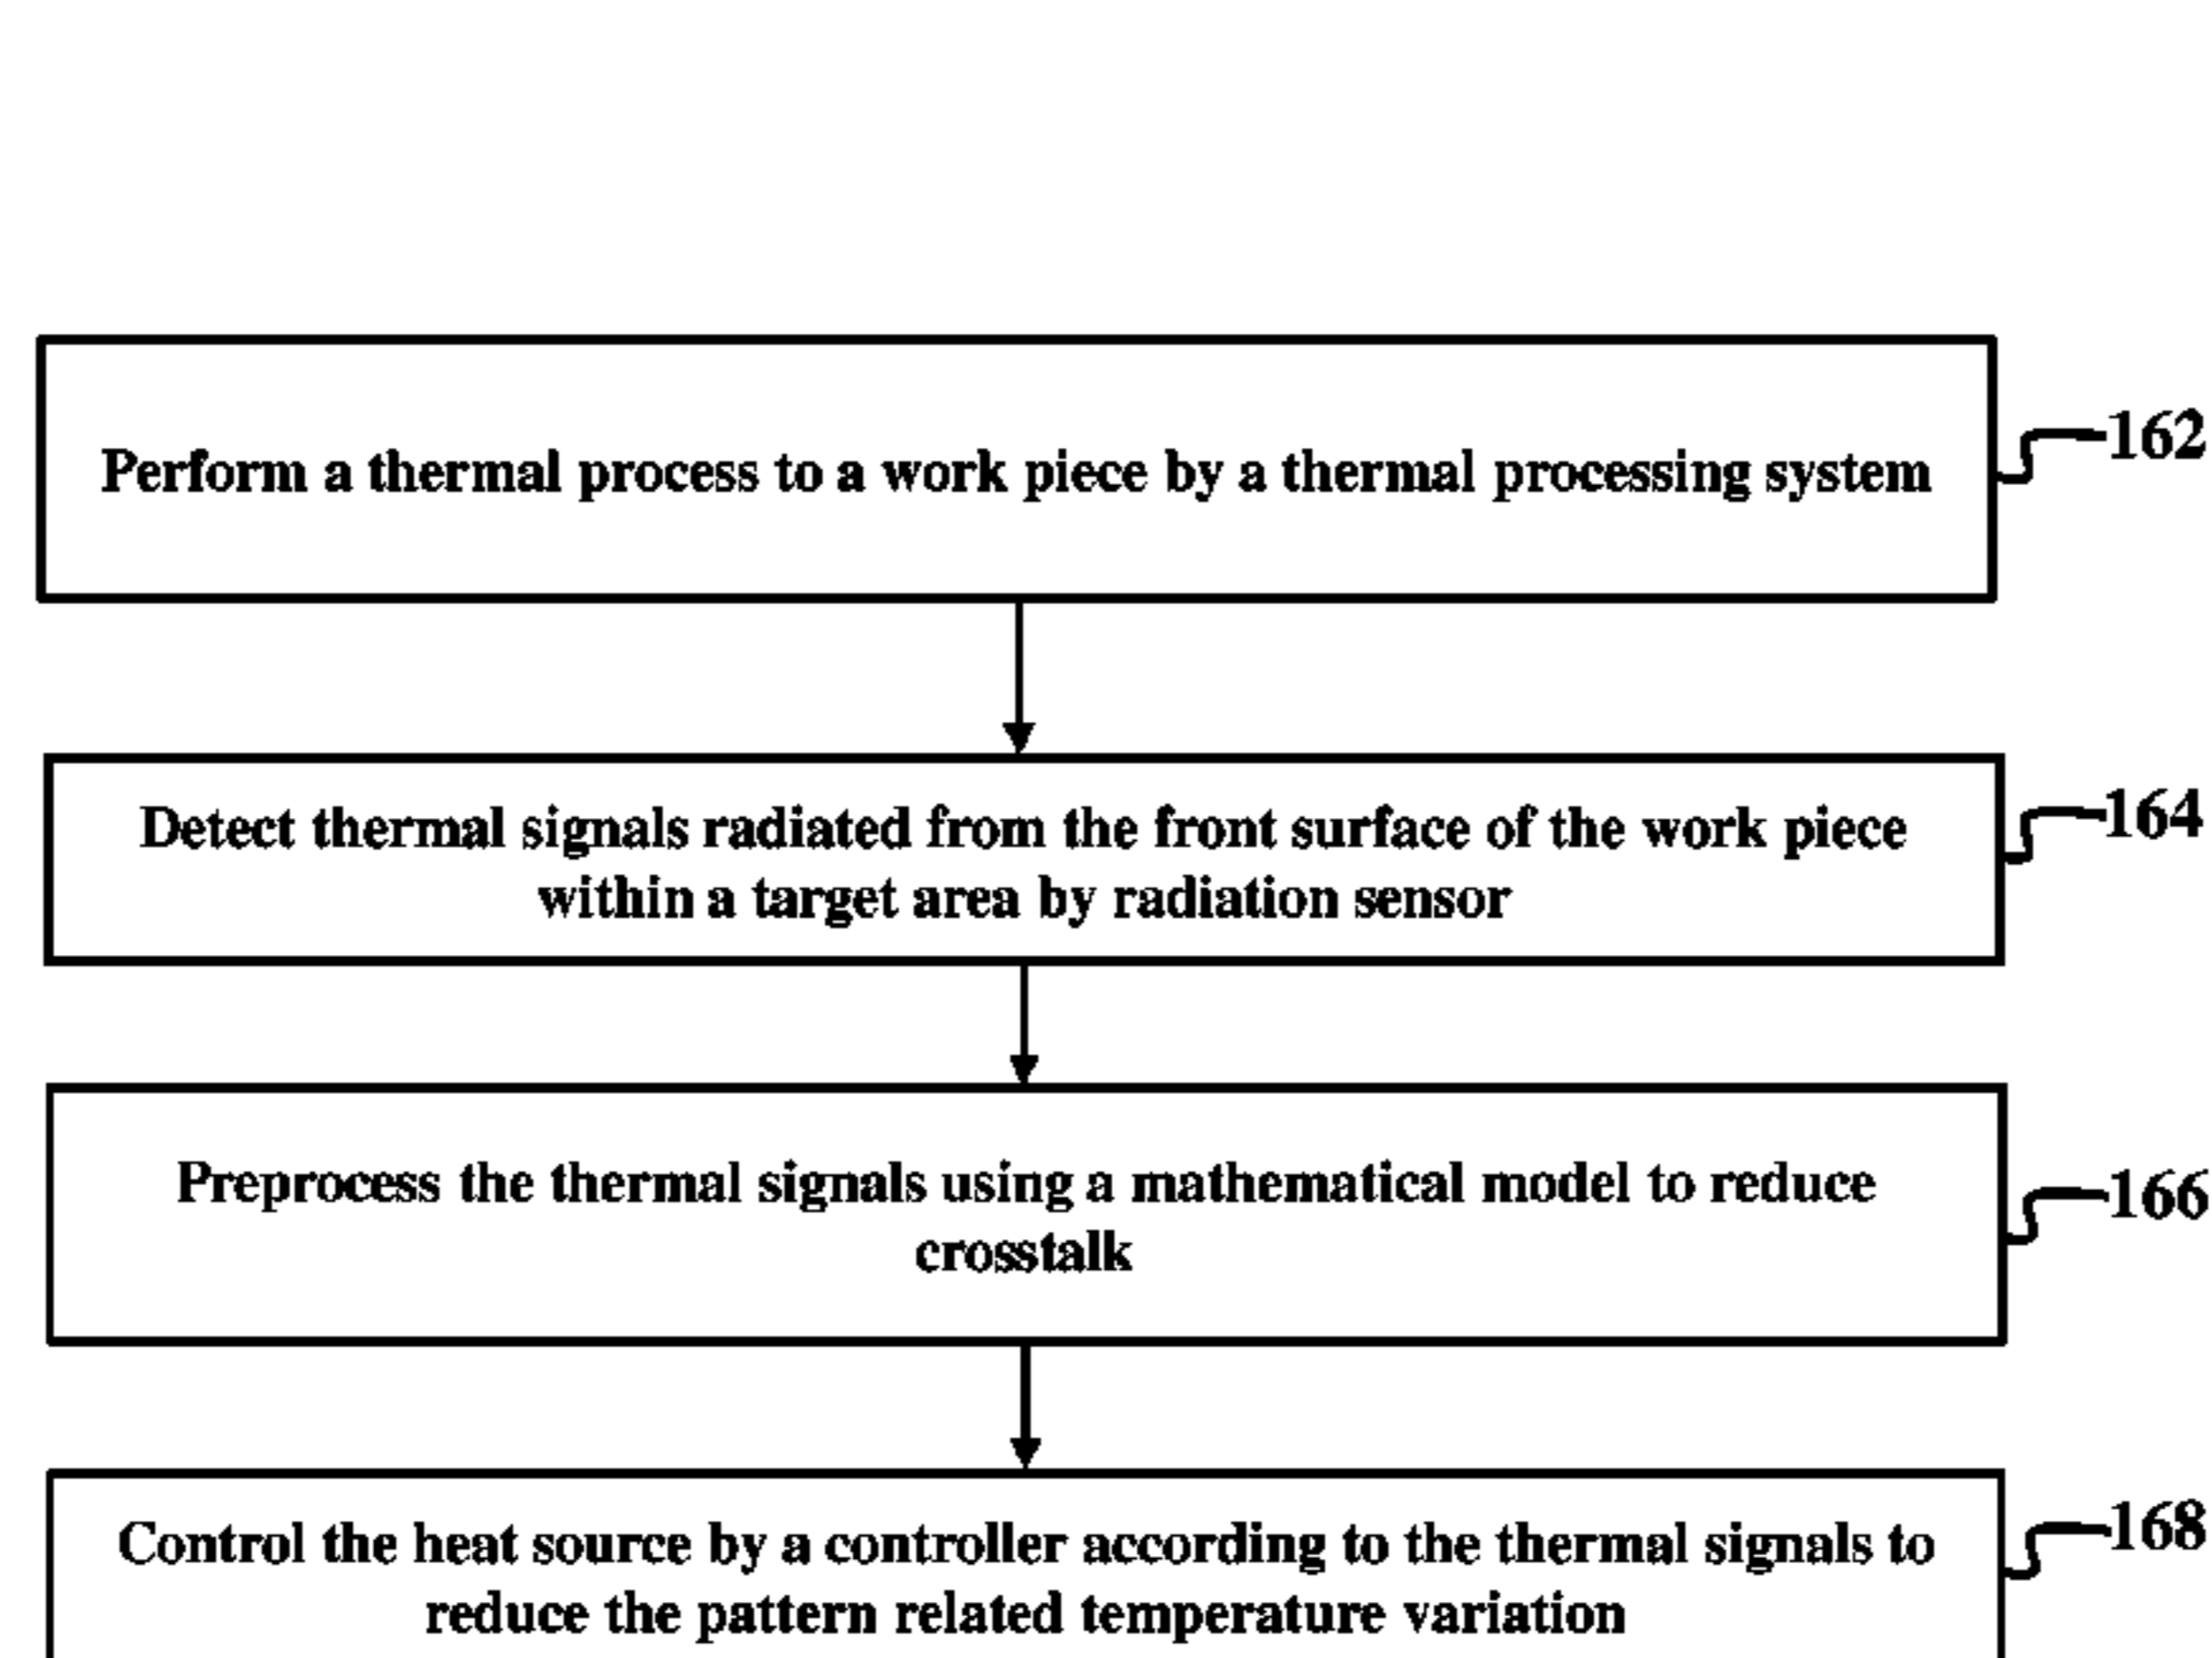 Perform a thermal process to a work piece by a thermal processing system
162
Detect thermal signals radiated from the front surface of the work piece
within a target area by radiation sensor
164
Preprocess the thermal signals using a mathematical model to reduce
crosstalk
166
Control the heat source by a controller according to the thermal signals to
reduce the pattern related temperature variation
168